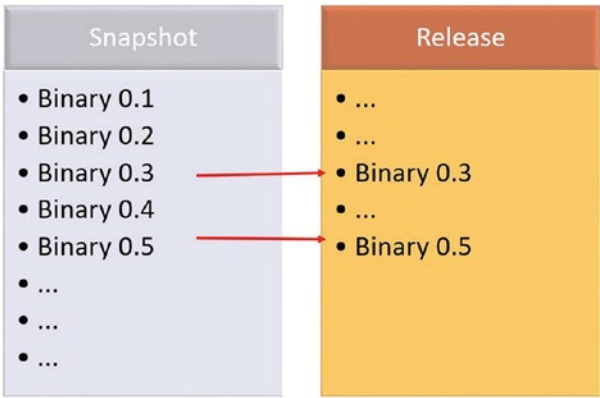 Snapshot
• Binary 0.1
• Binary 0.2
• Binary 0.3
• Binary 0.4
• Binary 0.5
• ...
• ...
• ...
Release
• ...
• ...
• Binary 0.3
• ...
• Binary 0.5